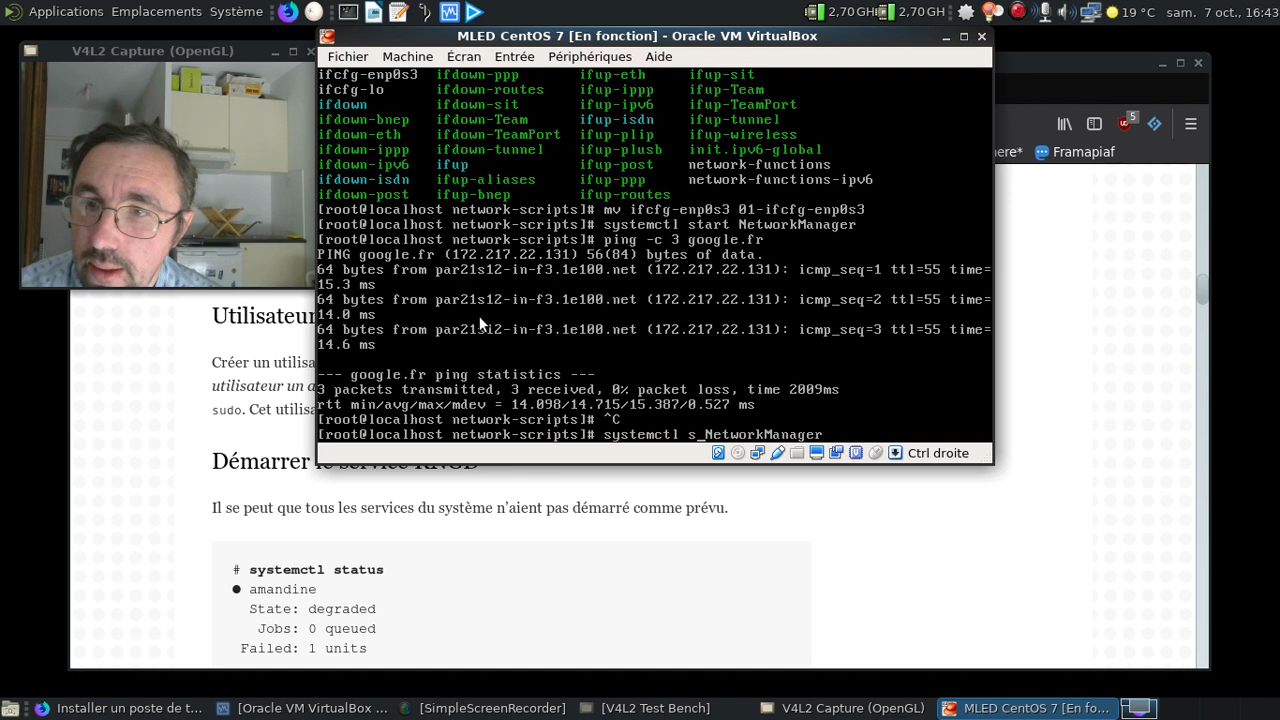 Applications Emplacements Système 2,70 GH 2,70 GH 19 °C sam. 7 oct., 16:43
V4L2 Capture (OpenGL)
MLED CentOS 7 [En fonction] - Oracle VM VirtualBox
Fichier Machine Écran Entrée Périphériques Aide
ifcfg-enp0s3 ifdown-ppp ifup-eth ifup-sit
ifcfg-lo ifdown-routes ifup-ippp ifup-Team
ifdown ifdown-sit ifup-ipv6 ifup-TeamPort
ifdown-bnep ifdown-Team ifup-isdn ifup-tunnel
ifdown-eth ifdown-TeamPort ifup-plip ifup-wireless
ifdown-ippp ifdown-tunnel ifup-plusb init.ipv6-global
ifdown-ipv6 ifup ifup-post network-functions
ifdown-isdn ifup-aliases ifup-ppp network-functions-ipv6
ifdown-post ifup-bnep ifup-routes
[root@localhost network-scripts]# mv ifcfg-enp0s3 01-ifcfg-enp0s3
[root@localhost network-scripts]# systemctl start NetworkManager
[root@localhost network-scripts]# ping -c 3 google.fr
PING google.fr (172.217.22.131) 56(84) bytes of data.
64 bytes from par21s12-in-f3.1e100.net (172.217.22.131): icmp_seq=1 ttl=55 time=
15.3 ms
64 bytes from par21s12-in-f3.1e100.net (172.217.22.131): icmp_seq=2 ttl=55 time=
14.0 ms
64 bytes from par21s12-in-f3.1e100.net (172.217.22.131): icmp_seq=3 ttl=55 time=
14.6 ms
--- google.fr ping statistics ---
3 packets transmitted, 3 received, 0% packet loss, time 2009ms
rtt min/avg/max/mdev = 14.098/14.715/15.387/0.527 ms
[root@localhost network-scripts]# ^C
[root@localhost network-scripts]# systemctl s_NetworkManager
Ctrl droite
5
here* Framapiaf
Utilisateur
Créer un utilisa
utilisateur un a
sudo. Cet utilisa
Démarrer le service RNGD
Il se peut que tous les services du système n'aient pas démarré comme prévu.
# systemctl status
● amandine
State: degraded
Jobs: 0 queued
Failed: 1 units
Installer un poste de t... [Oracle VM VirtualBox ... [SimpleScreenRecorder] [V4L2 Test Bench] V4L2 Capture (OpenGL) MLED CentOS 7 [En fo...